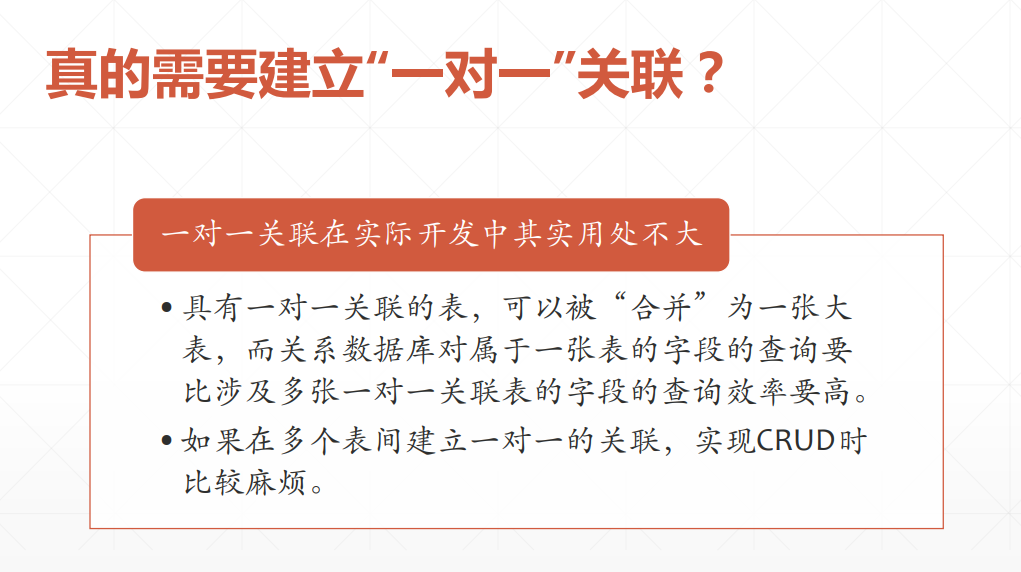 真的需要建立“一对一”关联？
一对一关联在实际开发中其实用处不大
• 具有一对一关联的表，可以被“合并”为一张大
表，而关系数据库对属于一张表的字段的查询要
比涉及多张一对一关联表的字段的查询效率要高。
• 如果在多个表间建立一对一的关联，实现CRUD时
比较麻烦。